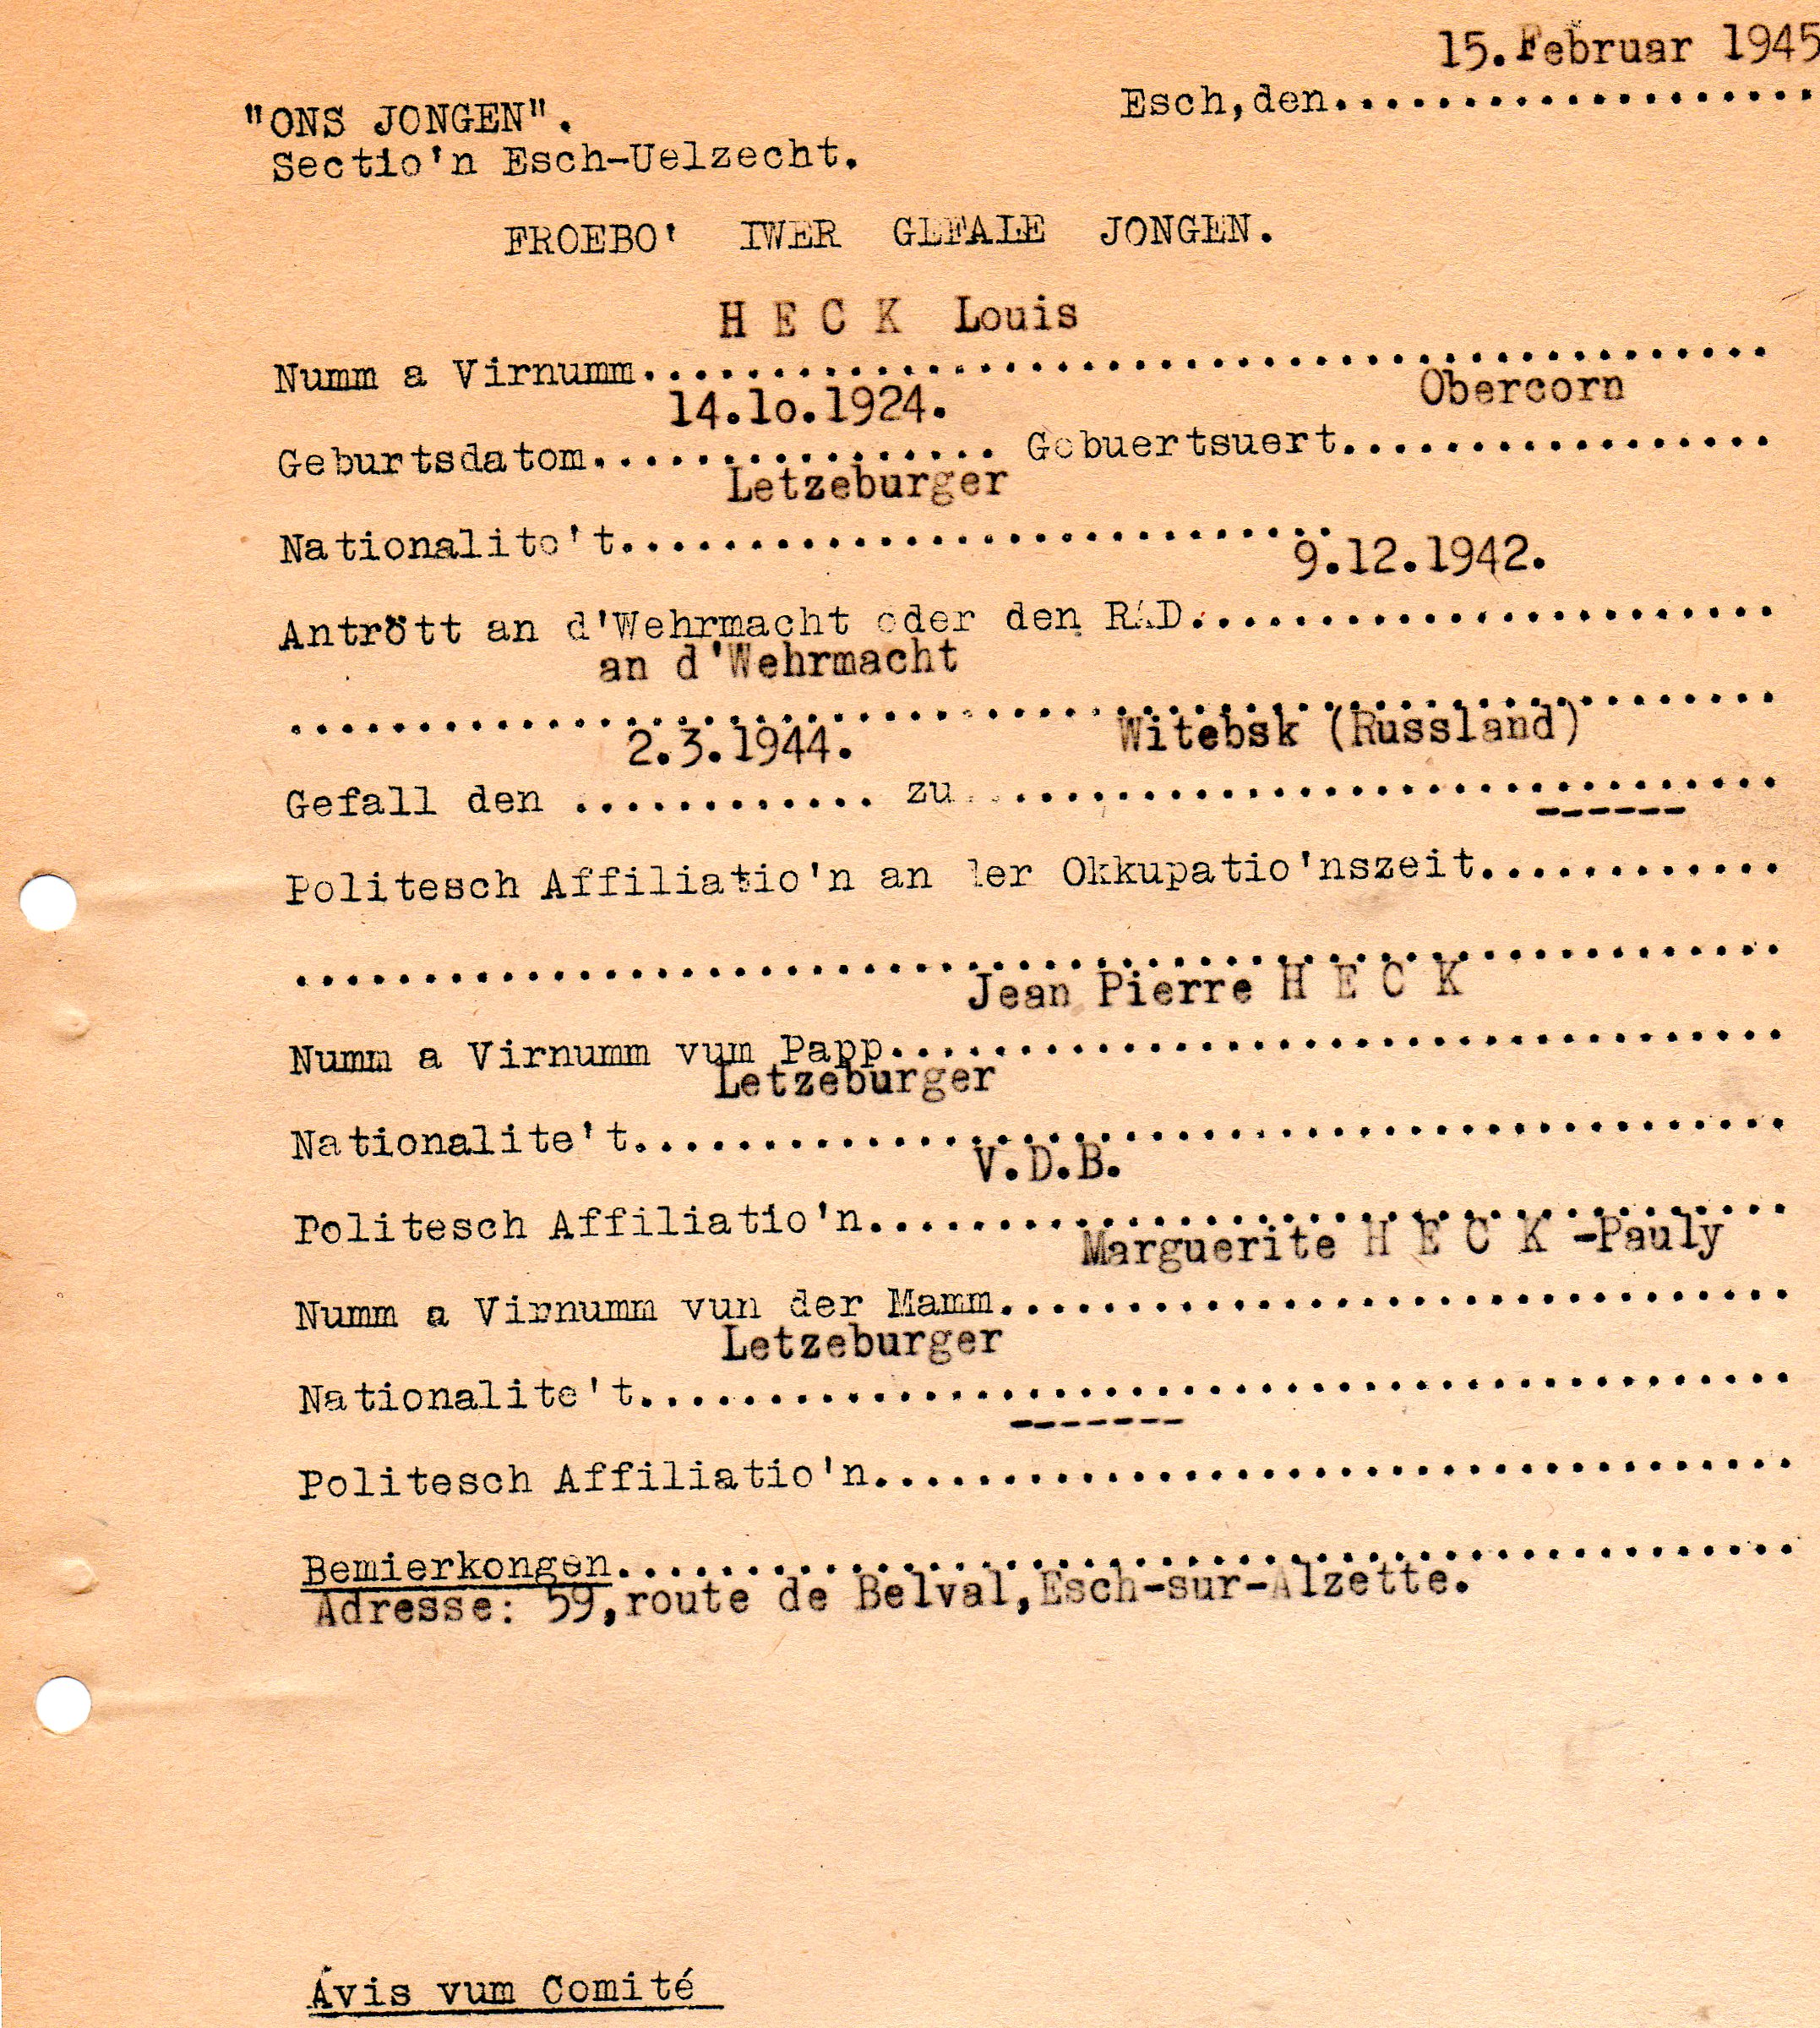 15.Februar 1945
Esch,den....................
"ONS JONGEN".
Sectio'n Esch-Uelzecht.
FROEBO' IWER GEFALE JONGEN.
H E C K Louis
Numm a Virnumm............................................
14.lo.1924. Obercorn
Geburtsdatom................ Gebuertsuert.................
Letzeburger
Nationalito't............................
9.12.1942.
Antrött an d'Wehrmacht oder den RAD.......................
an d'Wehrmacht
..........................................................
2.3.1944. Witebsk (Russland)
Gefall den ............ zu ..............................
------
Politesch Affiliatio'n an der Okkupatio'nszeit............
..........................................................
Jean Pierre H E C K
Numm a Virnumm vum Papp...................................
Letzeburger
Nationalite't.............................................
V.D.B.
Politesch Affiliatio'n....................................
Marguerite H E C K -Pauly
Numm a Virnumm vun der Mamm...............................
Letzeburger
Nationalite't.............................................
-------
Politesch Affiliatio'n....................................
Bemierkongen..............................................
Adresse: 59,route de Belval,Esch-sur-Alzette.
Avis vum Comité